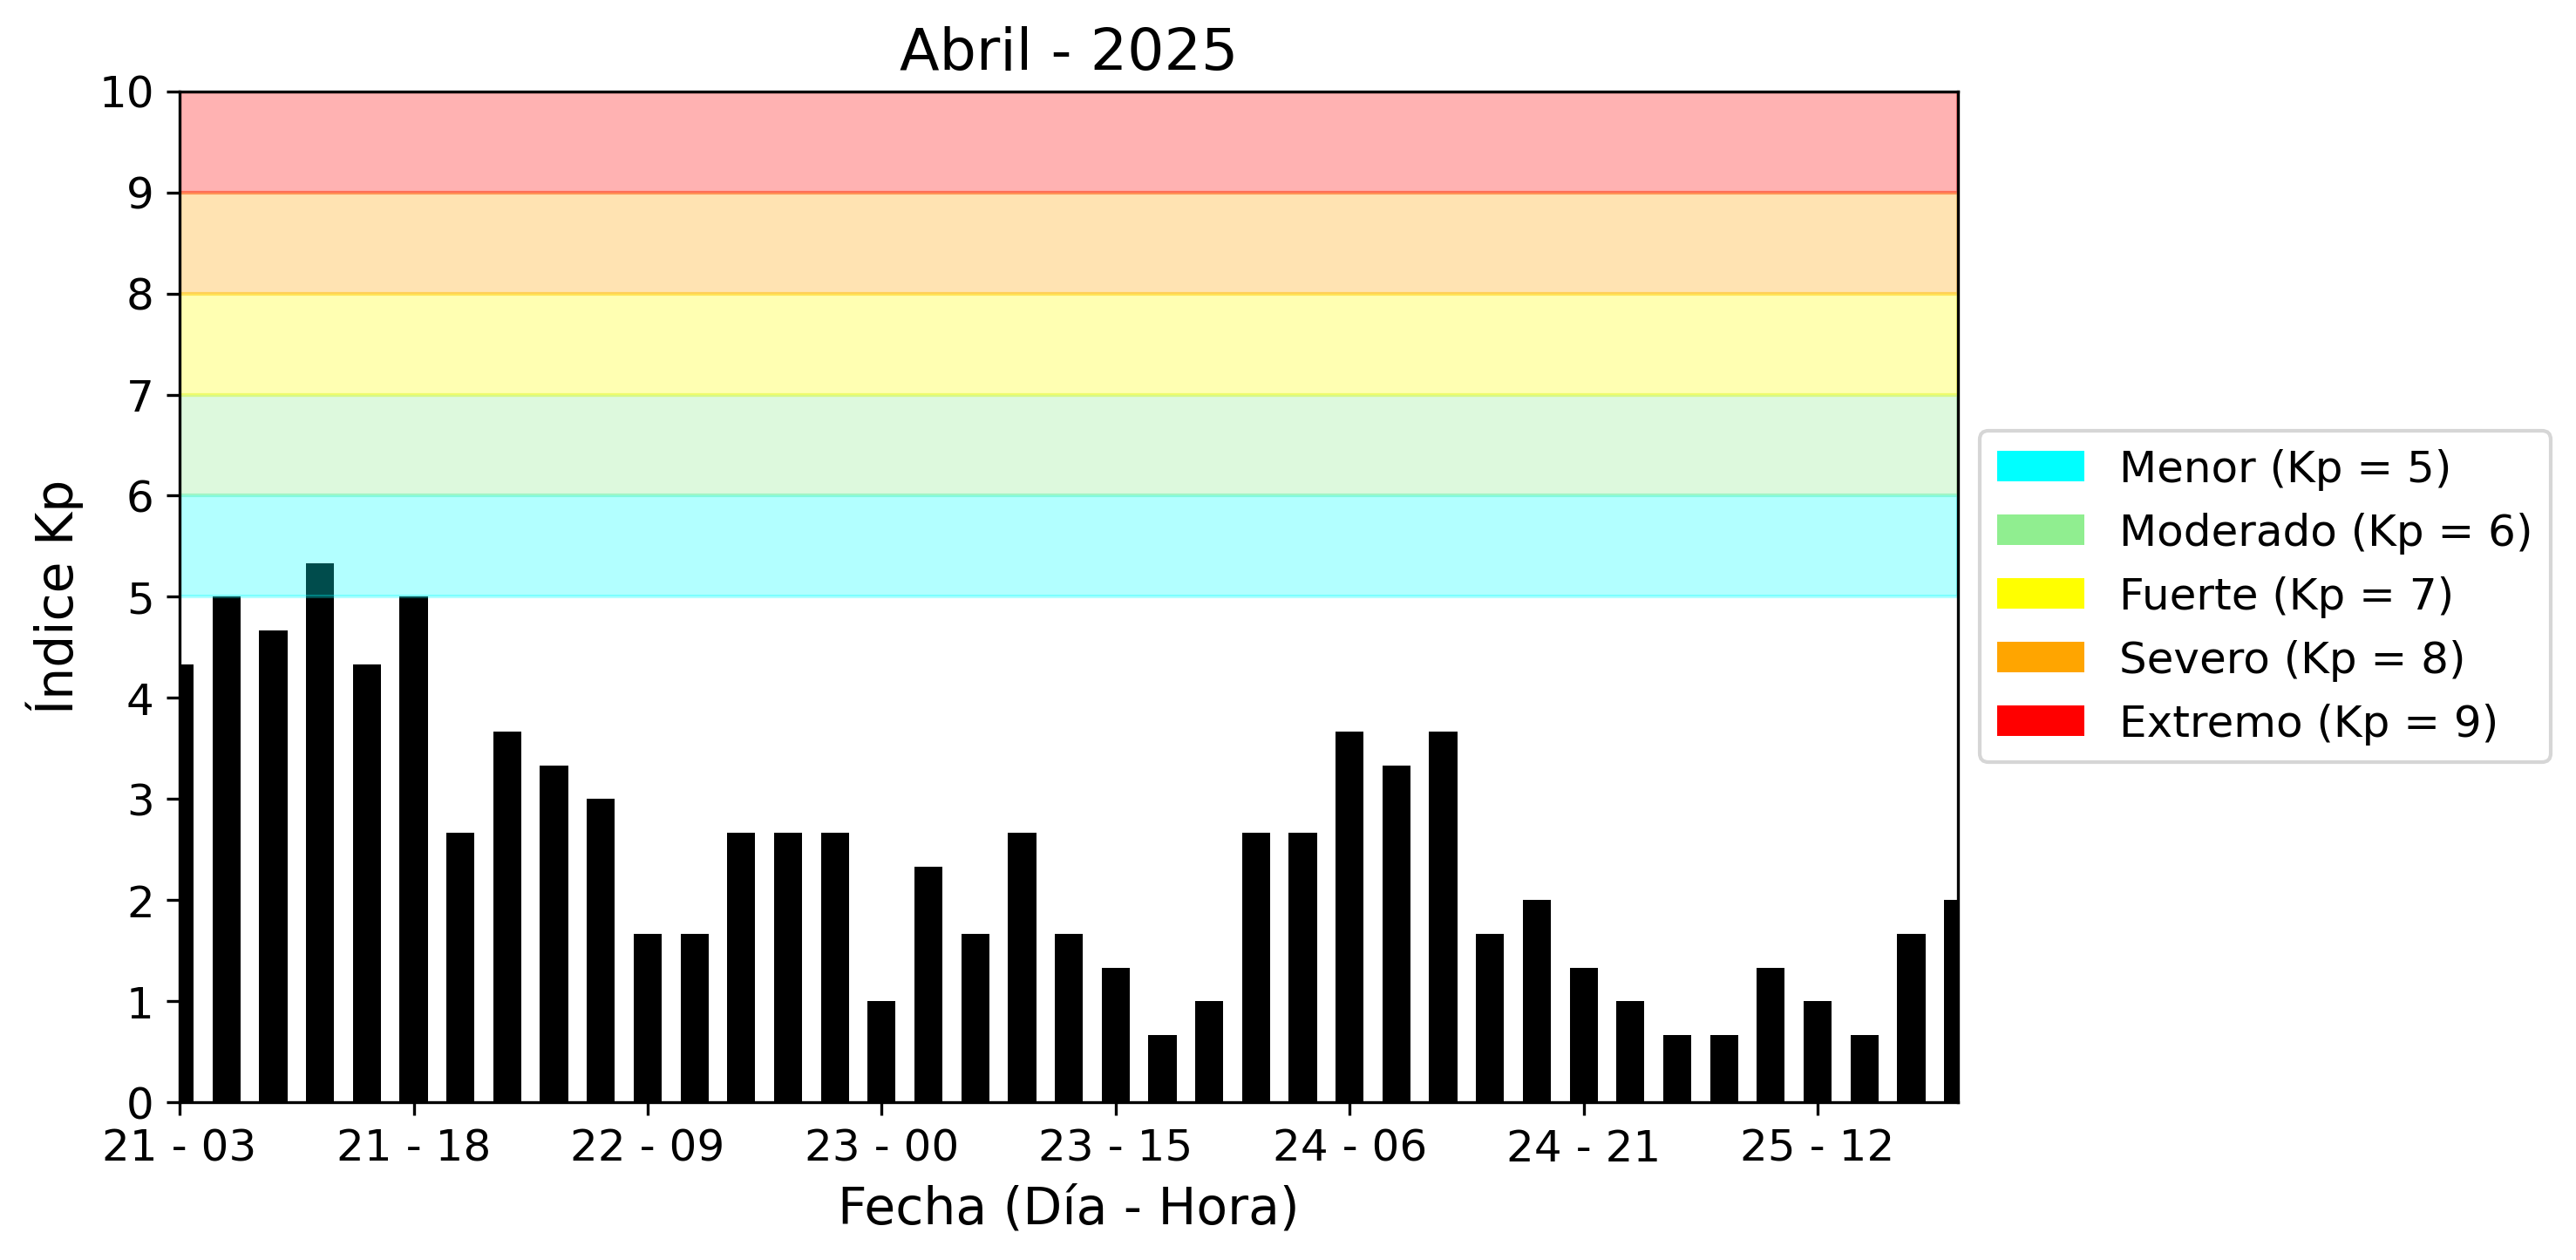 Abril - 2025
10
9
8
7
6
5
4
3
2
1
0
Índice Kp
21 - 03
21 - 18
22 - 09
23 - 00
23 - 15
24 - 06
24 - 21
25 - 12
Fecha (Día - Hora)
Menor (Kp = 5)
Moderado (Kp = 6)
Fuerte (Kp = 7)
Severo (Kp = 8)
Extremo (Kp = 9)